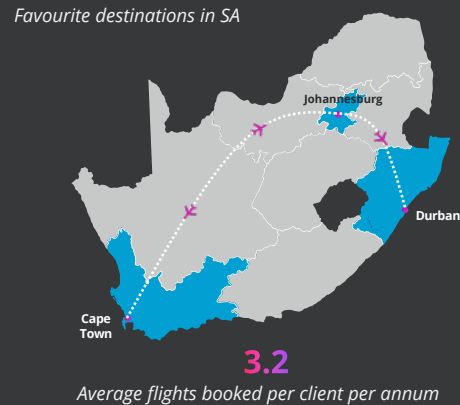 Favourite destinations in SA
Johannesburg
Durban
Cape
Town
3.2
Average flights booked per client per annum